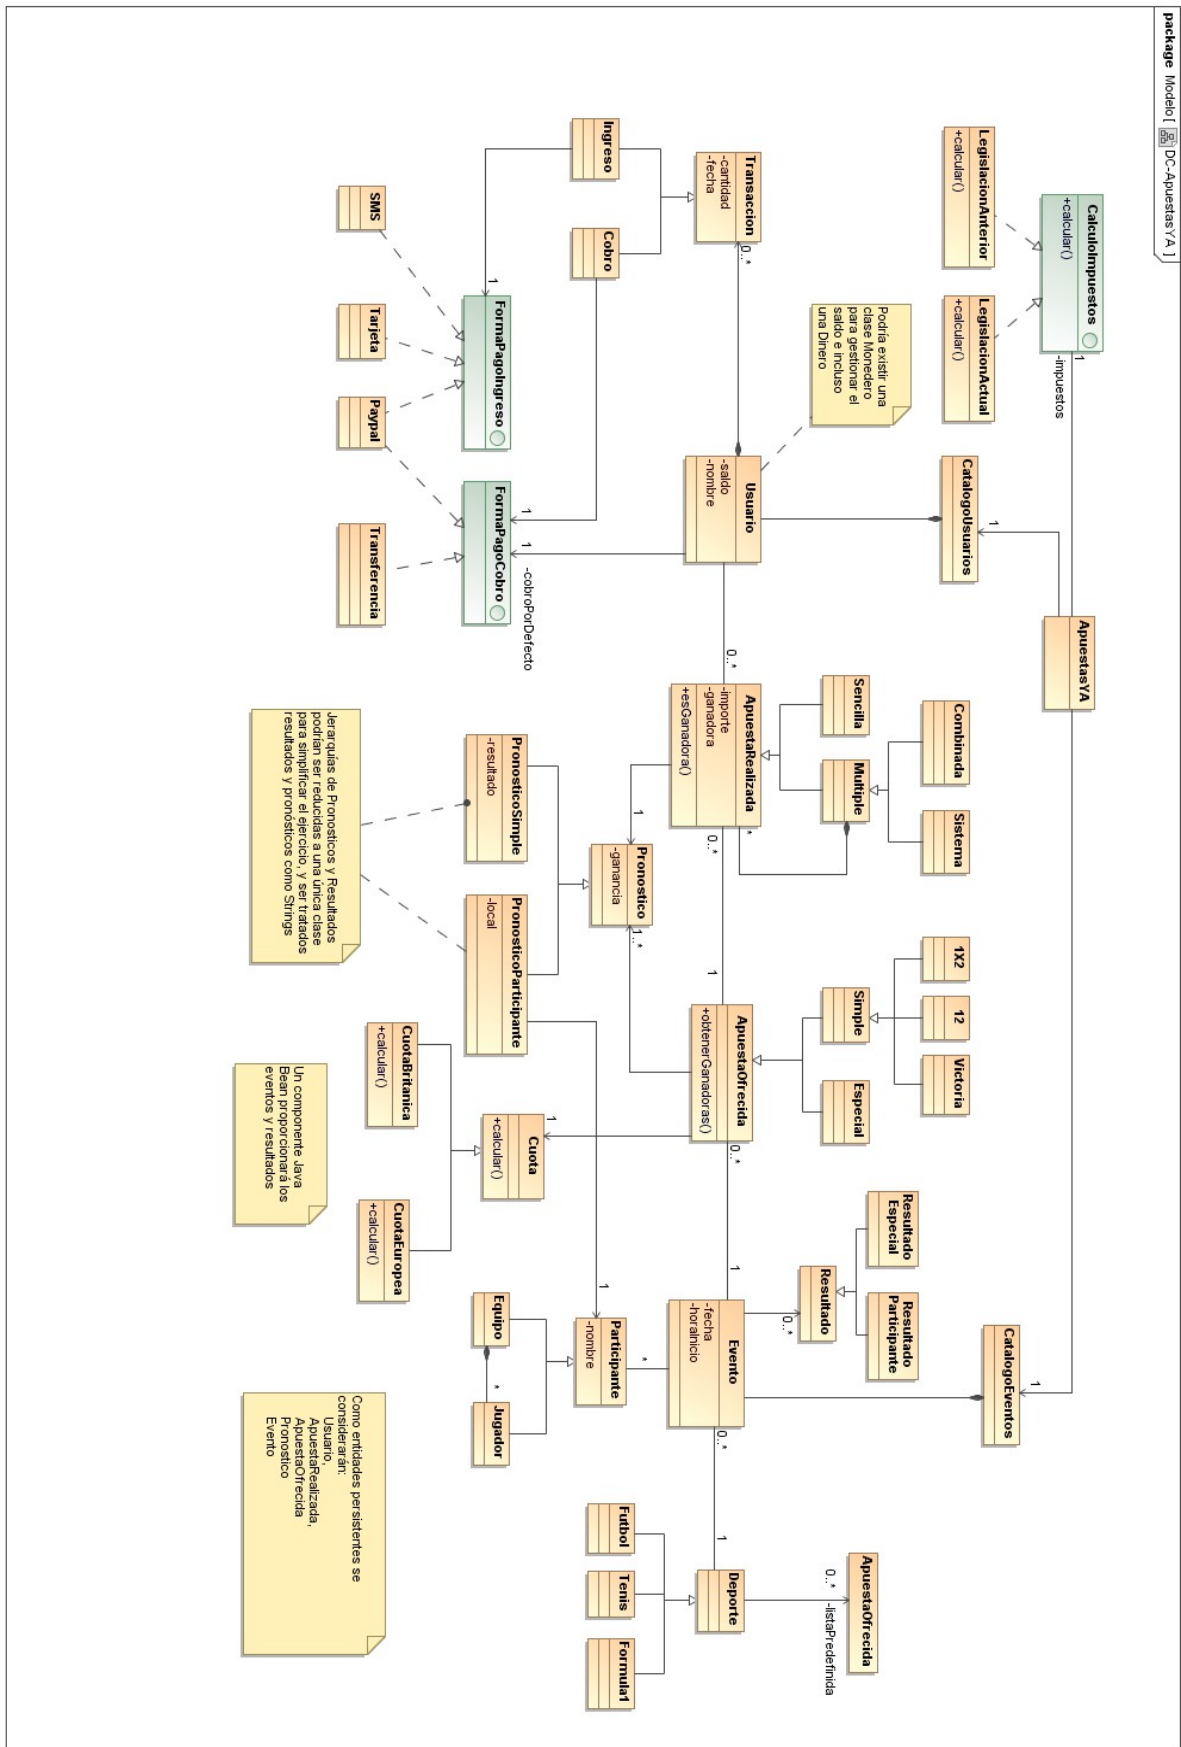 package Modelo [ DC-ApuestasYA ]
CalculoImpuestos
+calcular()
1
-impuestos
LegislacionAnterior
+calcular()
LegislacionActual
+calcular()
ApuestasYA
CatalogoUsuarios
1
CatalogoEventos
1
Podría existir una
clase Monedero
para gestionar el
saldo e incluso
una Dinero
Transaccion
-cantidad
-fecha
0..*
Ingreso
Cobro
Usuario
-saldo
-nombre
FormaPagoIngreso
1
FormaPagoCobro
1
1
-cobroPorDefecto
SMS
Tarjeta
Paypal
Transferencia
Combinada
Sistema
Sencilla
Multiple
*
ApuestaRealizada
-importe
-ganadora
+esGanadora()
0..*
0..*
1
1X2
12
Victoria
Simple
Especial
ApuestaOfrecida
+obtenerGanadoras()
0..*
1
Pronostico
-ganancia
1
1..*
PronosticoSimple
-resultado
PronosticoParticipante
-local
Jerarquías de Pronosticos y Resultados
podrían ser reducidas a una única clase
para simplificar el ejercicio, y ser tratados
resultados y pronósticos como Strings
Cuota
+calcular()
1
CuotaBritanica
+calcular()
CuotaEuropea
+calcular()
Un componente Java
Bean proporcionará los
eventos y resultados
Resultado
Especial
Resultado
Participante
Resultado
0..*
Evento
-fecha
-horaInicio
0..*
1
Participante
-nombre
1
*
Equipo
Jugador
*
Deporte
ApuestaOfrecida
0..*
-listaPredefinida
Futbol
Tenis
Formula1
Como entidades persistentes se
considerarán:
Usuario,
ApuestaRealizada,
ApuestaOfrecida
Pronostico
Evento